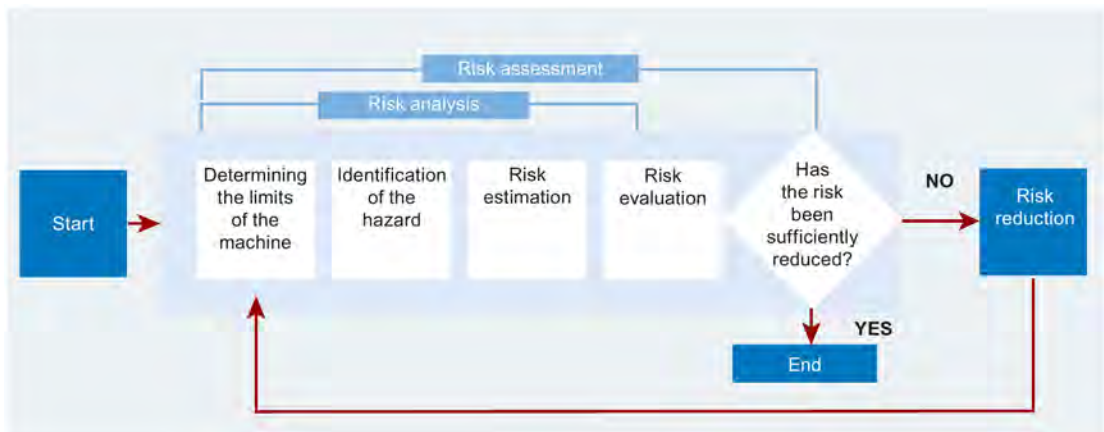 Risk assessment
Risk analysis
Start
Determining
the limits
of the
machine
Identification
of the
hazard
Risk
estimation
Risk
evaluation
Has
the risk
been
sufficiently
reduced?
NO
Risk
reduction
YES
End